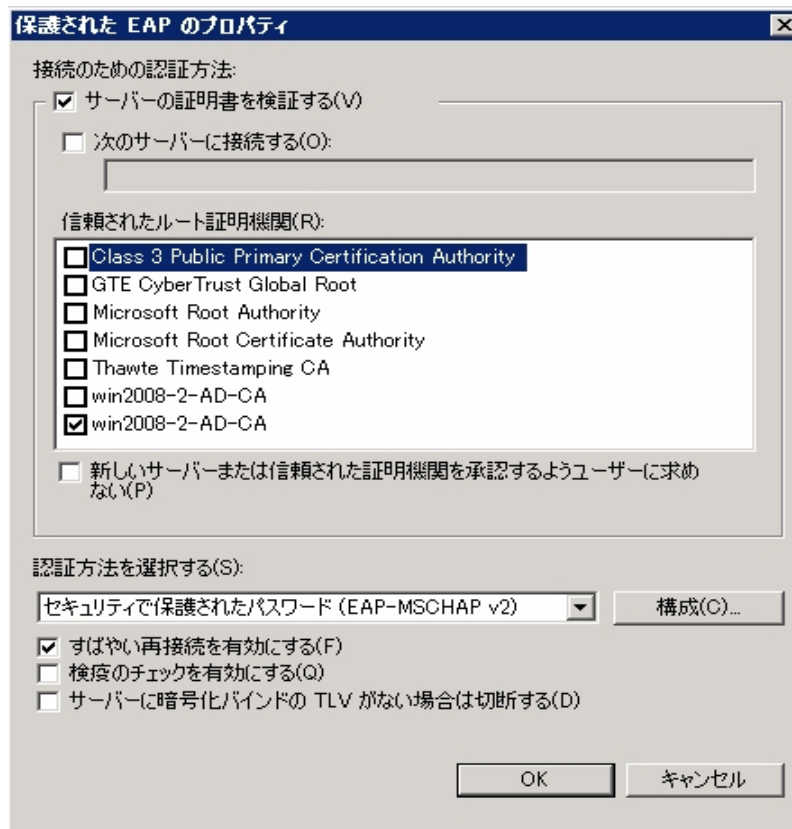 保護された EAP のプロパティ
接続のための認証方法:
サーバーの証明書を検証する(V)
次のサーバーに接続する(O):
信頼されたルート証明機関(R):
Class 3 Public Primary Certification Authority
GTE CyberTrust Global Root
Microsoft Root Authority
Microsoft Root Certificate Authority
Thawte Timestamping CA
win2008-2-AD-CA
win2008-2-AD-CA
新しいサーバーまたは信頼された証明機関を承認するようユーザーに求め
ない(P)
認証方法を選択する(S):
セキュリティで保護されたパスワード (EAP-MSCHAP v2)
構成(C)...
すばやい再接続を有効にする(F)
検疫のチェックを有効にする(Q)
サーバーに暗号化バインドの TLV がない場合は切断する(D)
OK
キャンセル